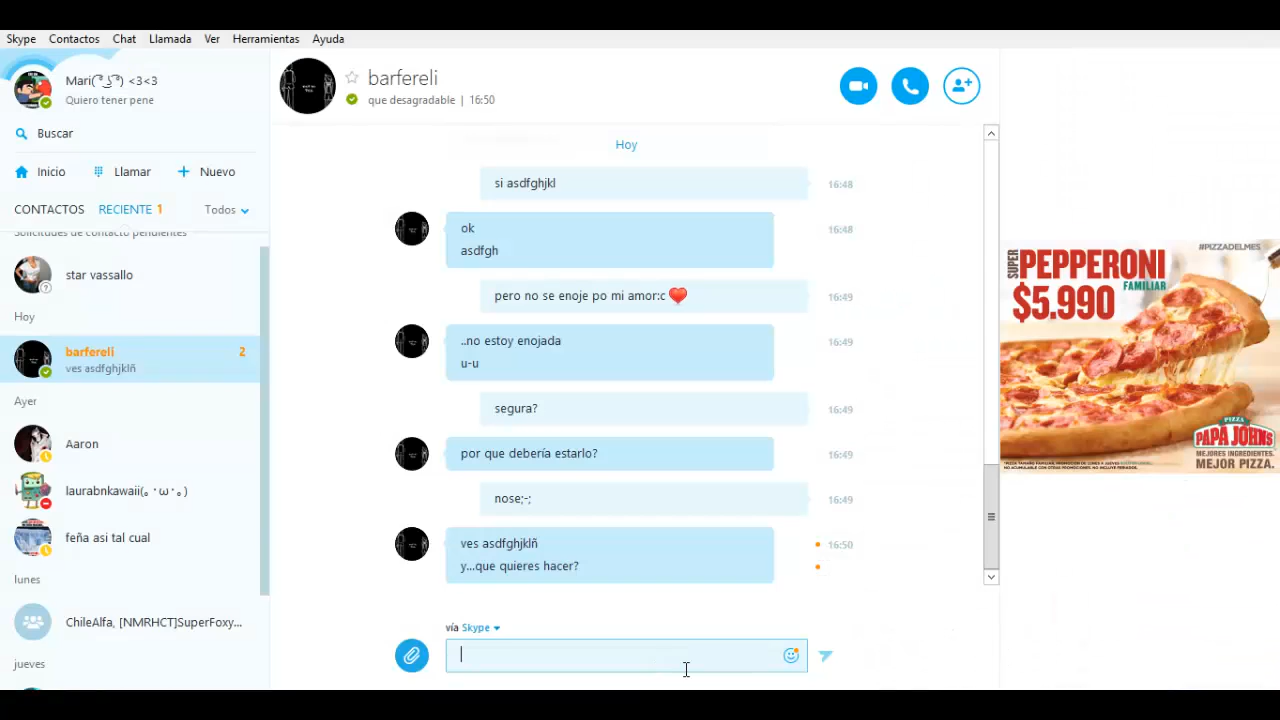 Skype Contactos Chat Llamada Ver Herramientas Ayuda
Mari( ͡° ͜ʖ ͡°) <3<3
Quiero tener pene
Buscar
Inicio Llamar Nuevo
CONTACTOS RECIENTE 1 Todos
Solicitudes de contacto pendientes
star vassallo
Hoy
barfereli 2
ves asdfghjklñ
Ayer
Aaron
laurabnkawaii(｡･ω･｡)
feña asi tal cual
lunes
ChileAlfa, [NMRHCT]SuperFoxy...
jueves
barfereli
que desagradable | 16:50
Hoy
si asdfghjkl 16:48
ok 16:48
asdfgh
pero no se enoje po mi amor:c 16:49
..no estoy enojada 16:49
u-u
segura? 16:49
por que debería estarlo? 16:49
nose;-; 16:49
ves asdfghjklñ 16:50
y...que quieres hacer?
vía Skype
#PIZZADELMES
SUPER
PEPPERONI
FAMILIAR
$5.990
PIZZA
PAPA JOHNS
MEJORES INGREDIENTES.
MEJOR PIZZA.